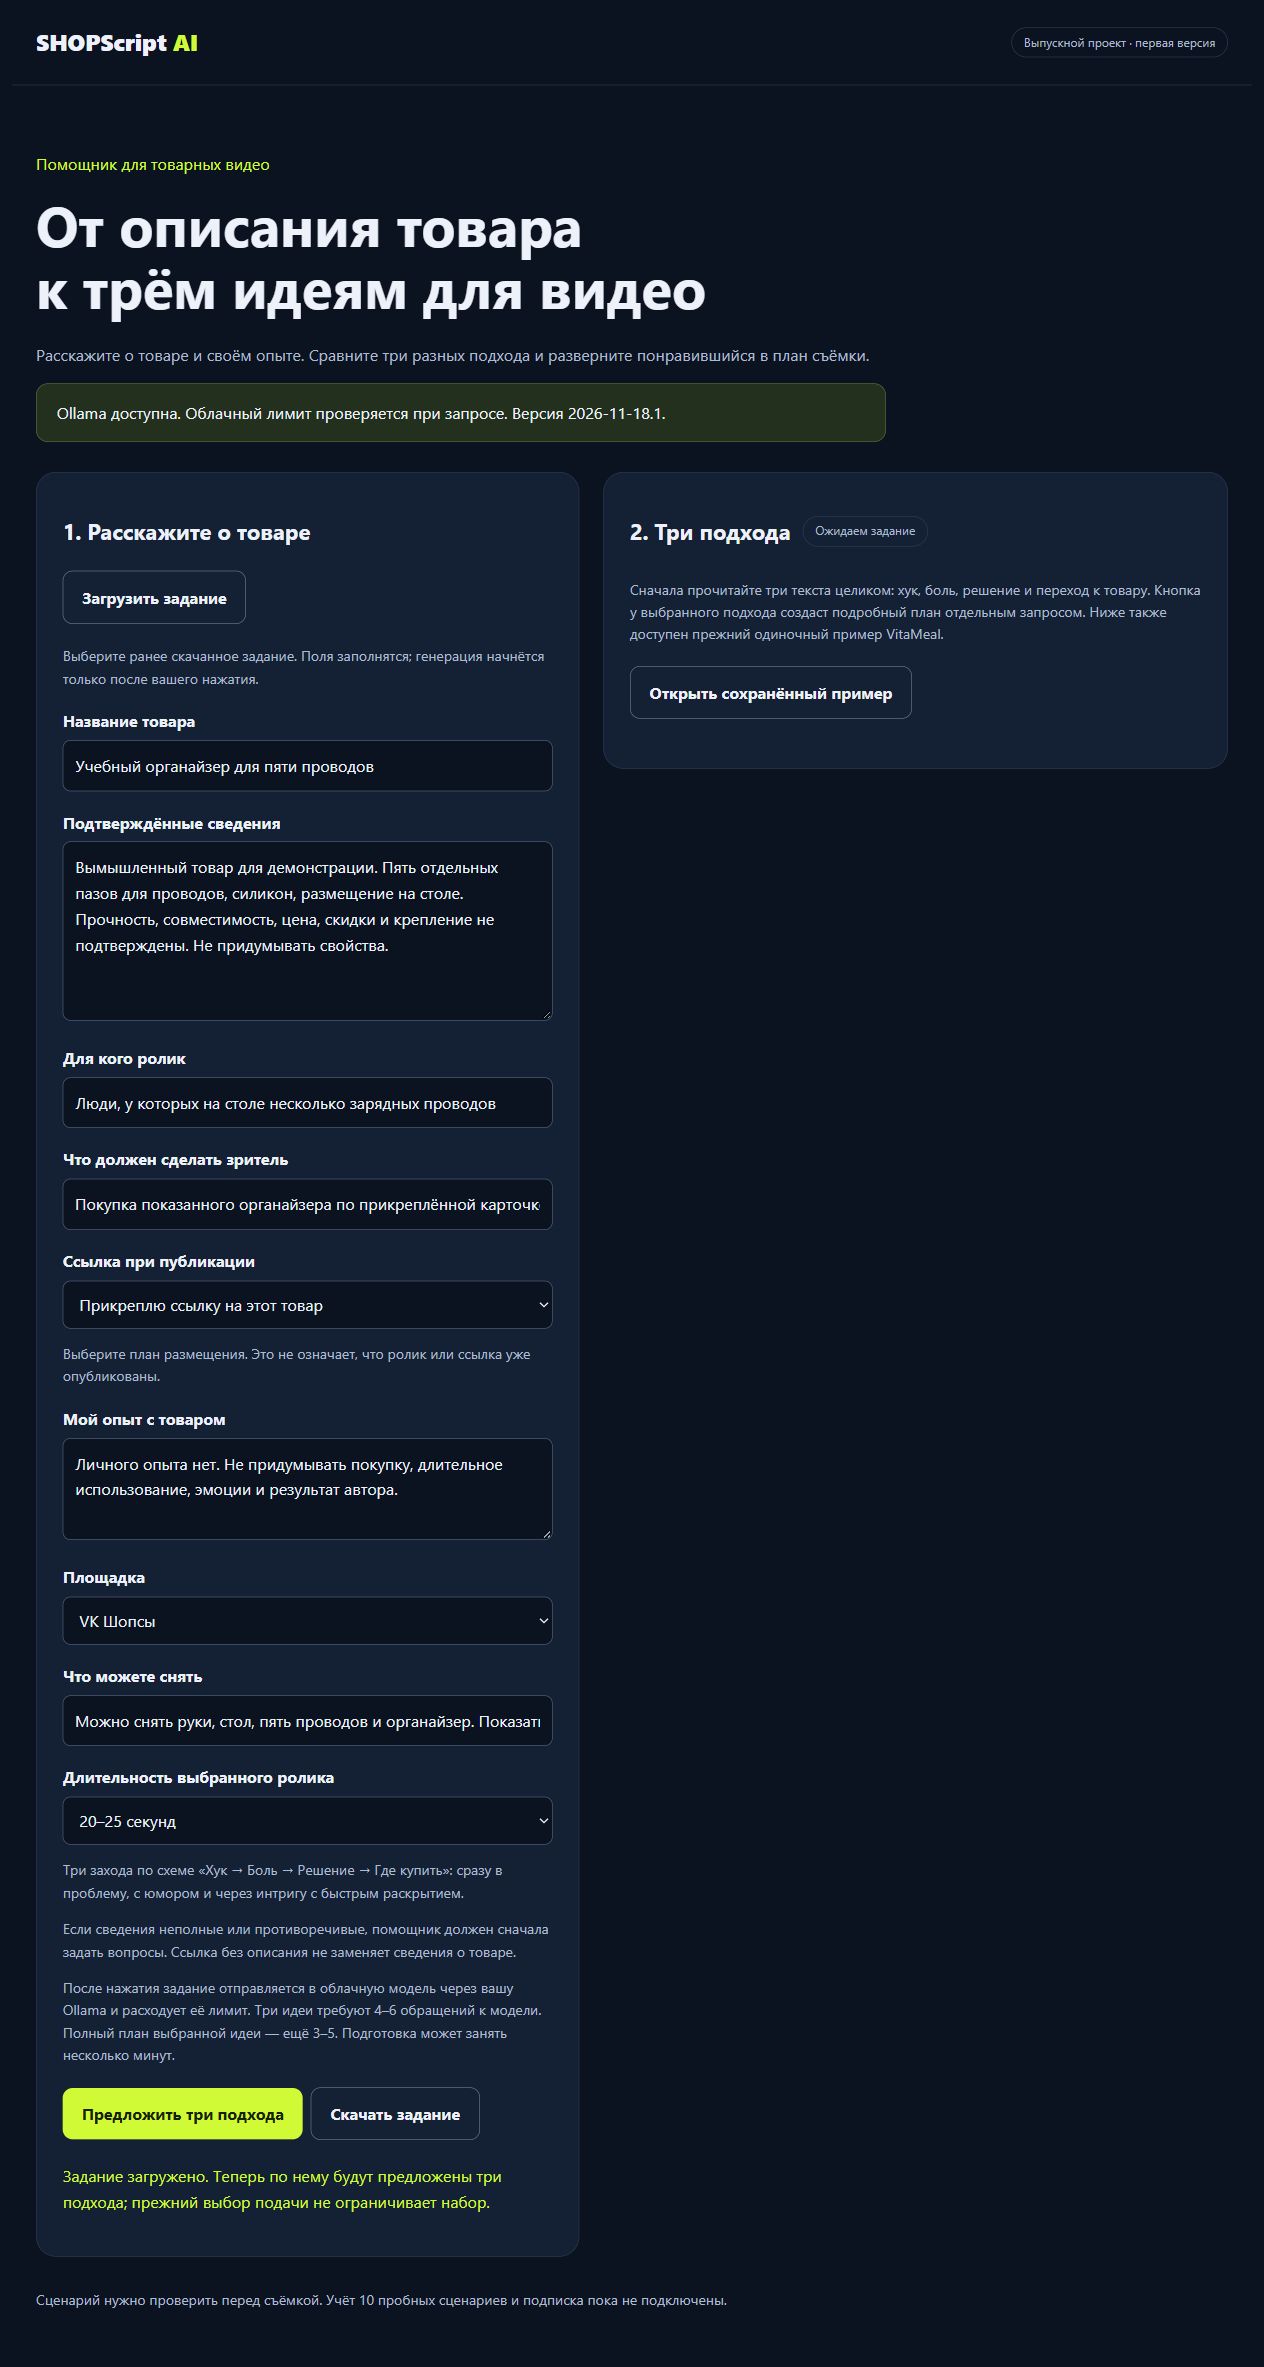 SHOPScript AI
Выпускной проект · первая версия
Помощник для товарных видео
От описания товара
к трём идеям для видео
Расскажите о товаре и своём опыте. Сравните три разных подхода и разверните понравившийся в план съёмки.
Ollama доступна. Облачный лимит проверяется при запросе. Версия 2026-11-18.1.
1. Расскажите о товаре
Загрузить задание
Выберите ранее скачанное задание. Поля заполнятся; генерация начнётся
только после вашего нажатия.
Название товара
Учебный органайзер для пяти проводов
Подтверждённые сведения
Вымышленный товар для демонстрации. Пять отдельных
пазов для проводов, силикон, размещение на столе.
Прочность, совместимость, цена, скидки и крепление не
подтверждены. Не придумывать свойства.
Для кого ролик
Люди, у которых на столе несколько зарядных проводов
Что должен сделать зритель
Покупка показанного органайзера по прикреплённой карточк
Ссылка при публикации
Прикреплю ссылку на этот товар
Выберите план размещения. Это не означает, что ролик или ссылка уже
опубликованы.
Мой опыт с товаром
Личного опыта нет. Не придумывать покупку, длительное
использование, эмоции и результат автора.
Площадка
VK Шопсы
Что можете снять
Можно снять руки, стол, пять проводов и органайзер. Показат
Длительность выбранного ролика
20–25 секунд
Три захода по схеме «Хук → Боль → Решение → Где купить»: сразу в
проблему, с юмором и через интригу с быстрым раскрытием.
Если сведения неполные или противоречивые, помощник должен сначала
задать вопросы. Ссылка без описания не заменяет сведения о товаре.
После нажатия задание отправляется в облачную модель через вашу
Ollama и расходует её лимит. Три идеи требуют 4–6 обращений к модели.
Полный план выбранной идеи — ещё 3–5. Подготовка может занять
несколько минут.
Предложить три подхода
Скачать задание
Задание загружено. Теперь по нему будут предложены три
подхода; прежний выбор подачи не ограничивает набор.
2. Три подхода
Ожидаем задание
Сначала прочитайте три текста целиком: хук, боль, решение и переход к товару. Кнопка
у выбранного подхода создаст подробный план отдельным запросом. Ниже также
доступен прежний одиночный пример VitaMeal.
Открыть сохранённый пример
Сценарий нужно проверить перед съёмкой. Учёт 10 пробных сценариев и подписка пока не подключены.